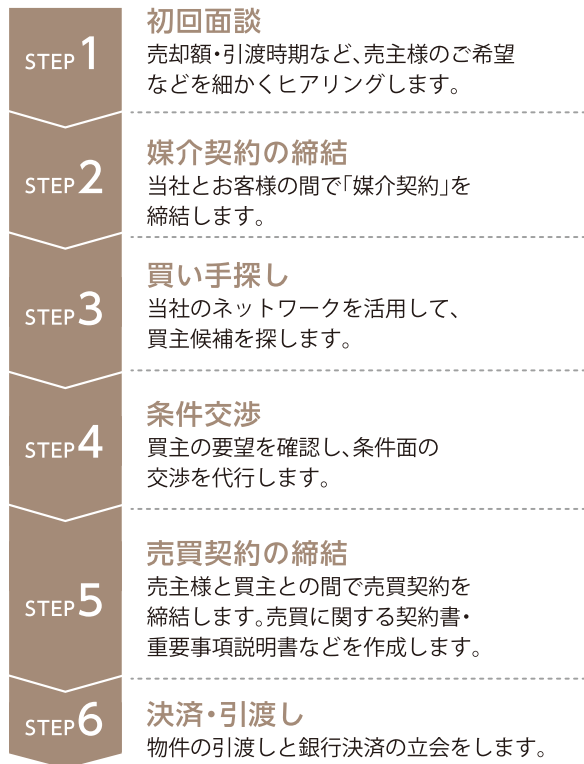 STEP1
初回面談
売却額・引渡時期など、売主様のご希望
などを細かくヒアリングします。
STEP2
媒介契約の締結
当社とお客様の間で「媒介契約」を
締結します。
STEP3
買い手探し
当社のネットワークを活用して、
買主候補を探します。
STEP4
条件交渉
買主の要望を確認し、条件面の
交渉を代行します。
STEP5
売買契約の締結
売主様と買主との間で売買契約を
締結します。売買に関する契約書・
重要事項説明書などを作成します。
STEP6
決済・引渡し
物件の引渡しと銀行決済の立会をします。